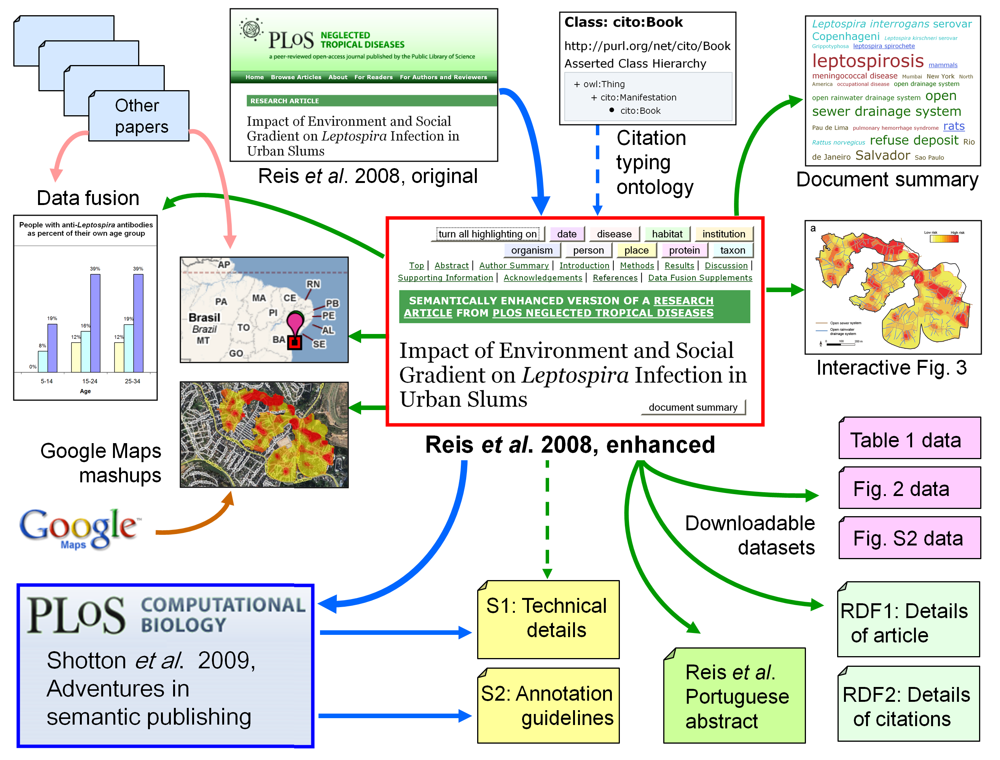 Other
papers
PLoS NEGLECTED
TROPICAL DISEASES
a peer-reviewed open-access journal published by the Public Library of Science
Home Browse Articles About For Readers For Authors and Reviewers
RESEARCH ARTICLE
Impact of Environment and Social
Gradient on Leptospira Infection in
Urban Slums
Reis et al. 2008, original
Class: cito:Book
http://purl.org/net/cito/Book
Asserted Class Hierarchy
+ owl:Thing
+ cito:Manifestation
● cito:Book
Citation
typing
ontology
Leptospira interrogans serovar
Copenhageni Leptospira kirschneri serovar
Grippotyphosa leptospira spirochete
leptospirosis mammals
meningococcal disease Mumbai New York North
America occupational disease open drainage system
open rainwater drainage system open
sewer drainage system
Pau de Lima pulmonary hemorrhage syndrome rats
Rattus norvegicus refuse deposit Rio
de Janeiro Salvador Sao Paulo
Document summary
Data fusion
People with anti-Leptospira antibodies
as percent of their own age group
39% 39%
19% 16% 19%
8% 12% 12%
0%
5-14 15-24 25-34
Age
AP
RN
PA MA CE PB
PI PE
Brasil
Brazil TO AL
MT BA SE
GO
turn all highlighting on date disease habitat institution
organism person place protein taxon
Top | Abstract | Author Summary | Introduction | Methods | Results | Discussion |
Supporting Information | Acknowledgements | References | Data Fusion Supplements
SEMANTICALLY ENHANCED VERSION OF A RESEARCH
ARTICLE FROM PLOS NEGLECTED TROPICAL DISEASES
Impact of Environment and Social
Gradient on Leptospira Infection in
Urban Slums
document summary
Reis et al. 2008, enhanced
a
Low risk High risk
Open sewer system
Open rainwater
drainage system
0 100 200 m
N
Interactive Fig. 3
Google Maps
mashups
Google™
Maps
Table 1 data
Fig. 2 data
Fig. S2 data
Downloadable
datasets
PLoS COMPUTATIONAL
BIOLOGY
Shotton et al. 2009,
Adventures in
semantic publishing
S1: Technical
details
S2: Annotation
guidelines
Reis et al.
Portuguese
abstract
RDF1: Details
of article
RDF2: Details
of citations